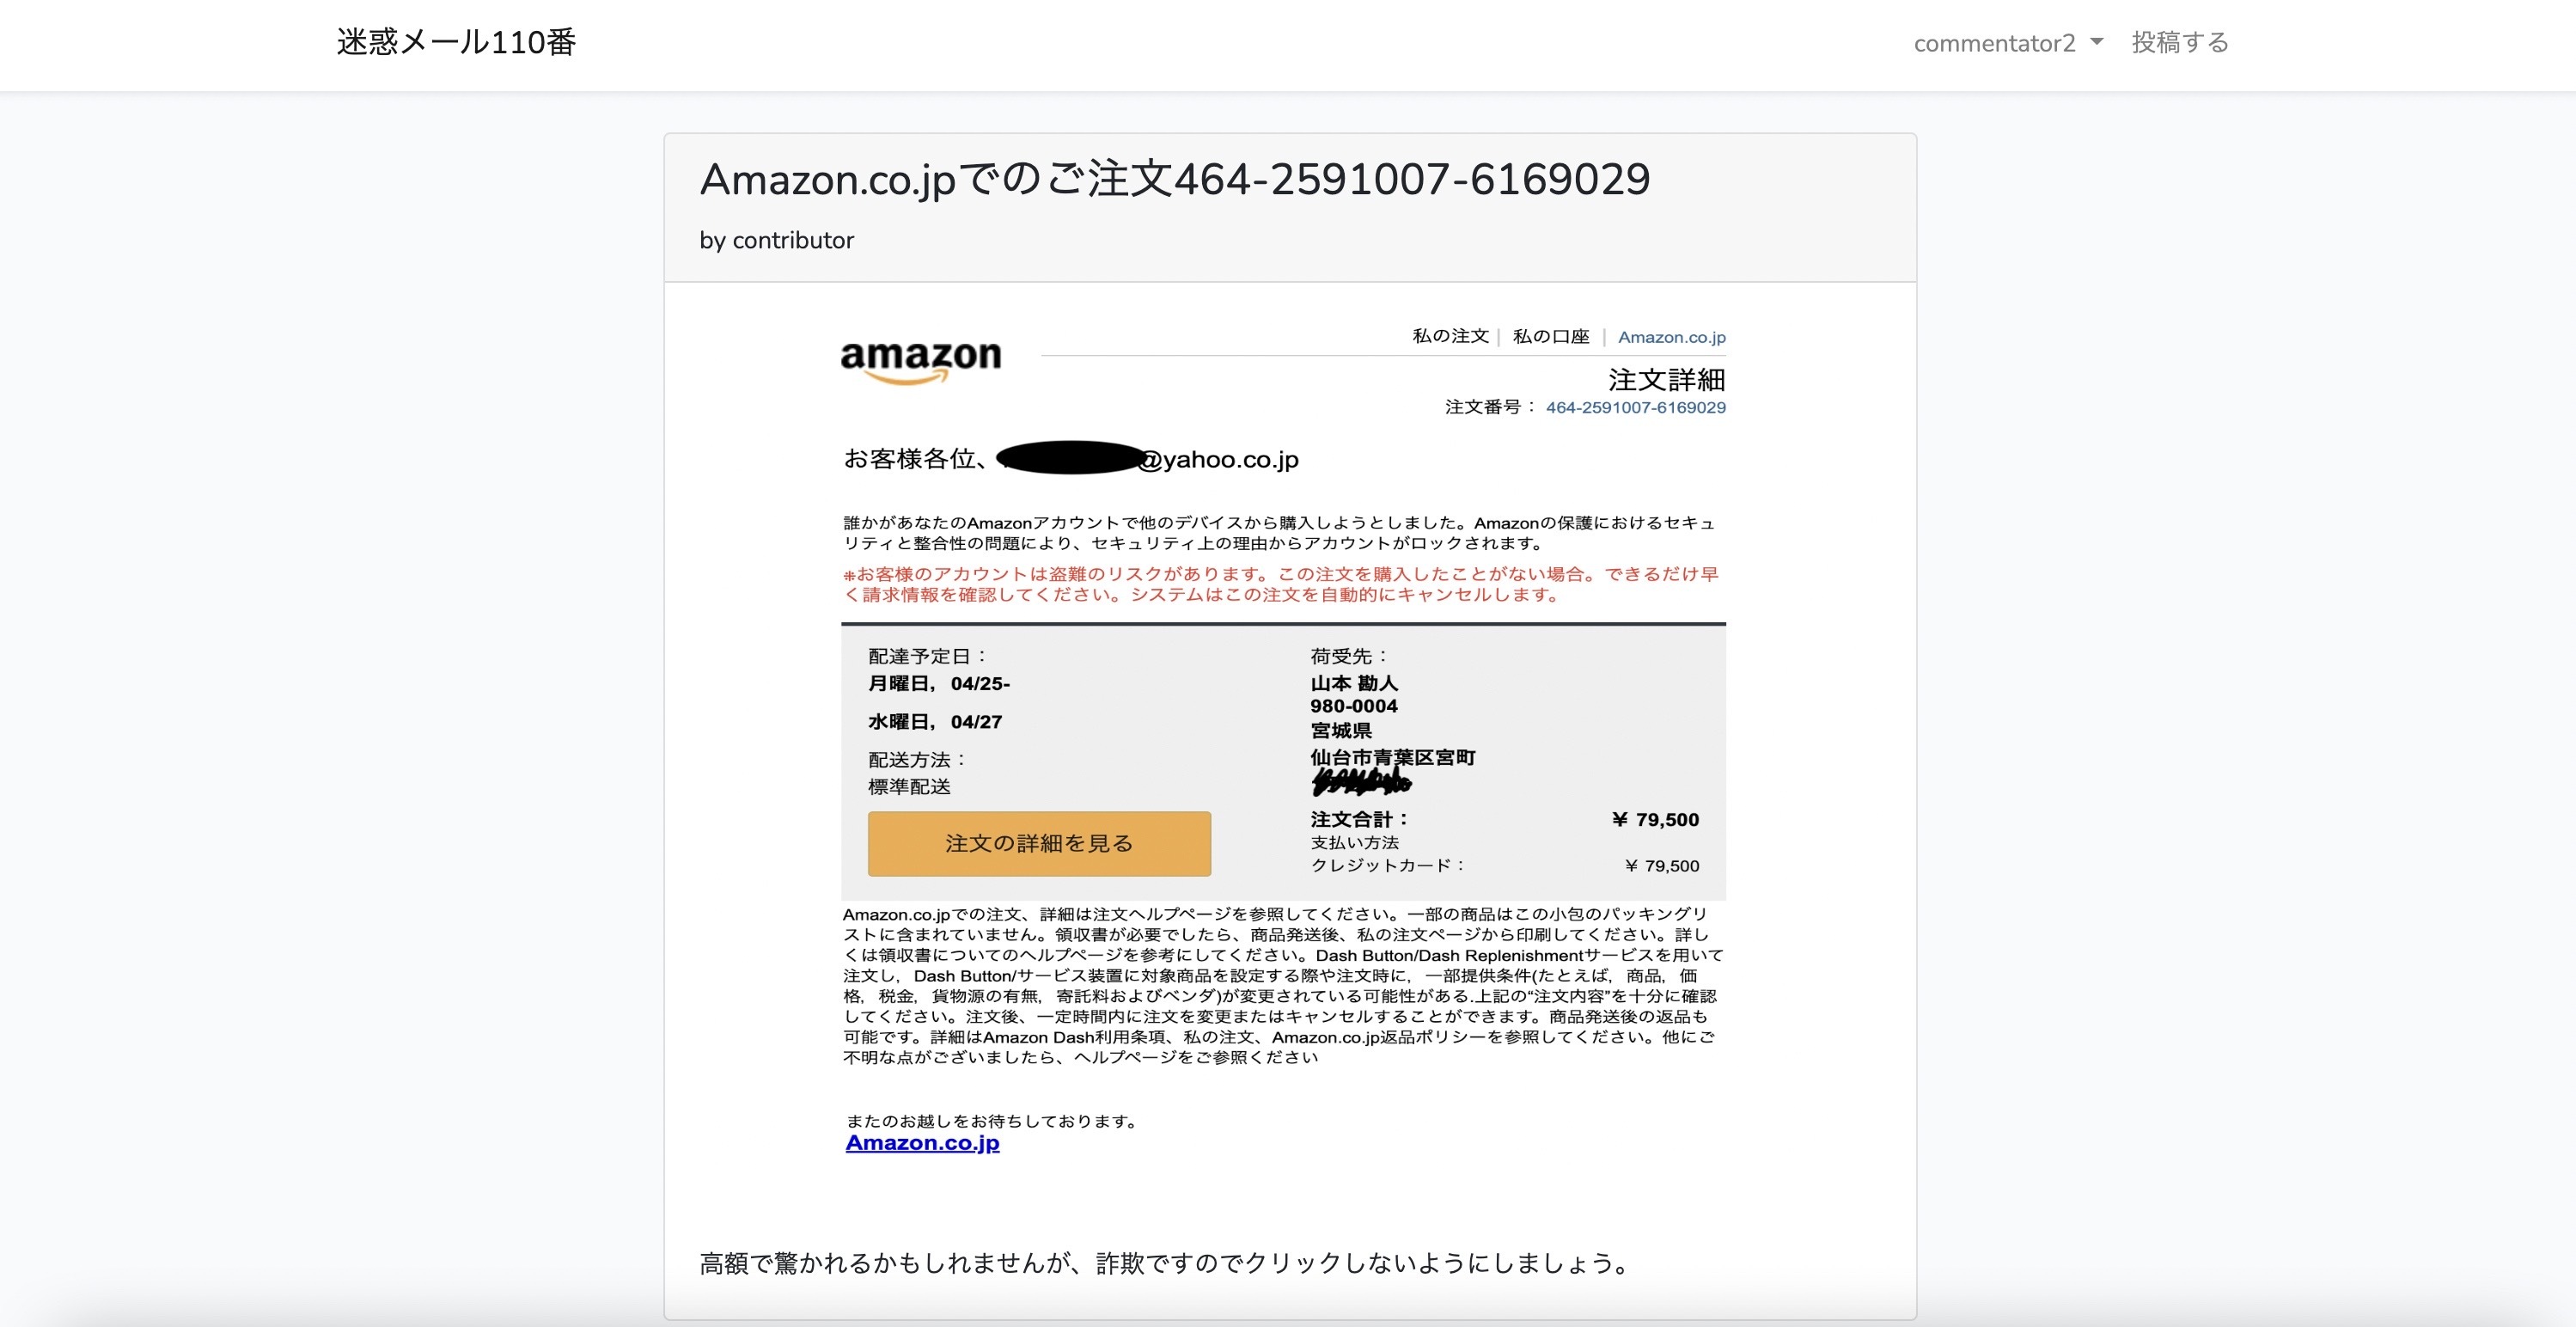 迷惑メール110番
commentator2 投稿する
Amazon.co.jpでのご注文464-2591007-6169029
by contributor
amazon
私の注文｜ 私の口座 ｜ Amazon.co.jp
注文詳細
注文番号： 464-2591007-6169029
お客様各位、@yahoo.co.jp
誰かがあなたのAmazonアカウントで他のデバイスから購入しようとしました。Amazonの保護におけるセキュ
リティと整合性の問題により、セキュリティ上の理由からアカウントがロックされます。
⁜お客様のアカウントは盗難のリスクがあります。この注文を購入したことがない場合。できるだけ早
く請求情報を確認してください。システムはこの注文を自動的にキャンセルします。
配達予定日：
月曜日， 04/25-
水曜日， 04/27
配送方法：
標準配送
注文の詳細を見る
荷受先：
山本 勘人
980-0004
宮城県
仙台市青葉区宮町
注文合計： ￥ 79,500
支払い方法
クレジットカード： ￥ 79,500
Amazon.co.jpでの注文、詳細は注文ヘルプページを参照してください。一部の商品はこの小包のパッキングリ
ストに含まれていません。領収書が必要でしたら、商品発送後、私の注文ページから印刷してください。詳し
くは領収書についてのヘルプページを参考にしてください。Dash Button/Dash Replenishmentサービスを用いて
注文し，Dash Button/サービス装置に対象商品を設定する際や注文時に，一部提供条件(たとえば，商品，価
格，税金，貨物源の有無，寄託料およびベンダ)が変更されている可能性がある.上記の“注文内容”を十分に確認
してください。注文後、一定時間内に注文を変更またはキャンセルすることができます。商品発送後の返品も
可能です。詳細はAmazon Dash利用条項、私の注文、Amazon.co.jp返品ポリシーを参照してください。他にご
不明な点がございましたら、ヘルプページをご参照ください
またのお越しをお待ちしております。
Amazon.co.jp
高額で驚かれるかもしれませんが、詐欺ですのでクリックしないようにしましょう。